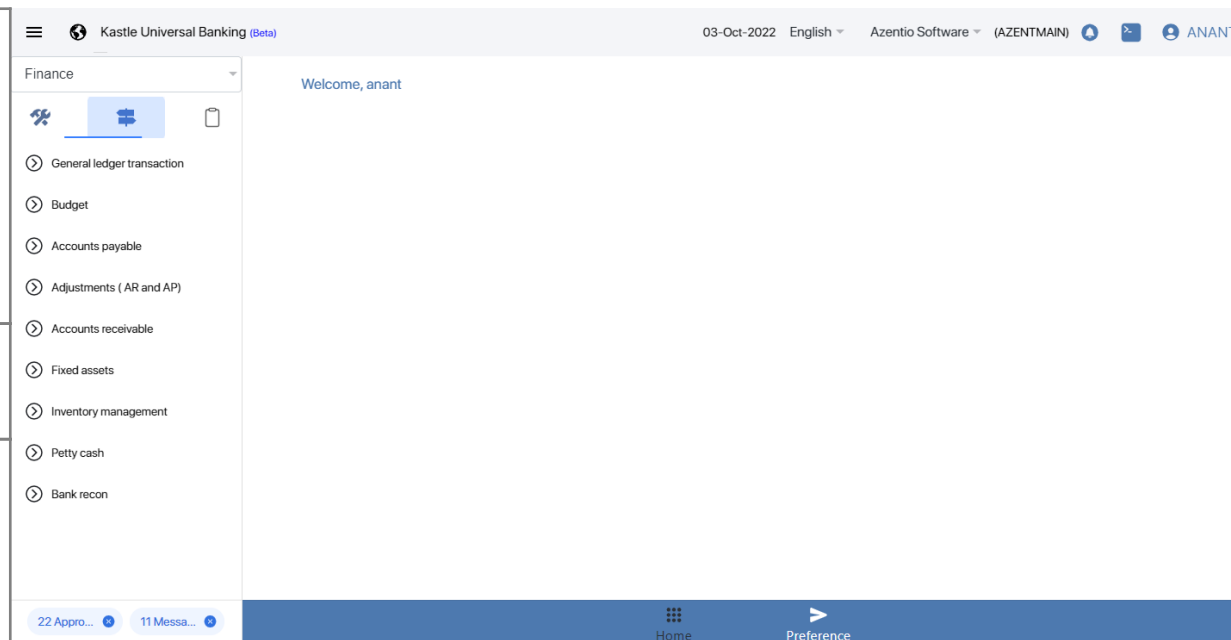 Kastle Universal Banking (Beta)
03-Oct-2022 English Azentio Software (AZENTMAIN) ANANT
Finance
Welcome, anant
General ledger transaction
Budget
Accounts payable
Adjustments ( AR and AP)
Accounts receivable
Fixed assets
Inventory management
Petty cash
Bank recon
22 Appro... 11 Messa...
Home Preference